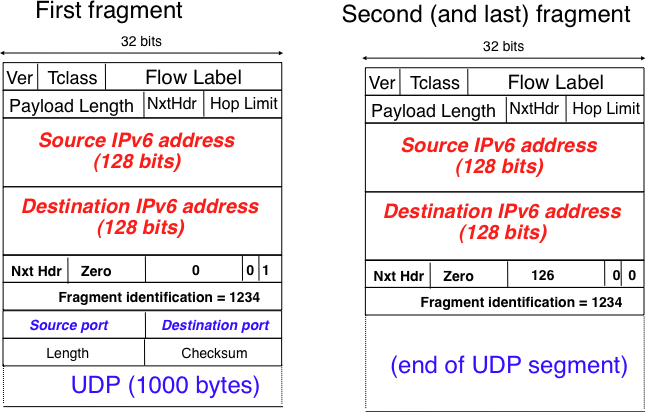 First fragment
32 bits
Ver Tclass Flow Label
Payload Length NxtHdr Hop Limit
Source IPv6 address
(128 bits)
Destination IPv6 address
(128 bits)
Nxt Hdr Zero 0 0 1
Fragment identification = 1234
Source port Destination port
Length Checksum
UDP (1000 bytes)
Second (and last) fragment
32 bits
Ver Tclass Flow Label
Payload Length NxtHdr Hop Limit
Source IPv6 address
(128 bits)
Destination IPv6 address
(128 bits)
Nxt Hdr Zero 126 0 0
Fragment identification = 1234
(end of UDP segment)